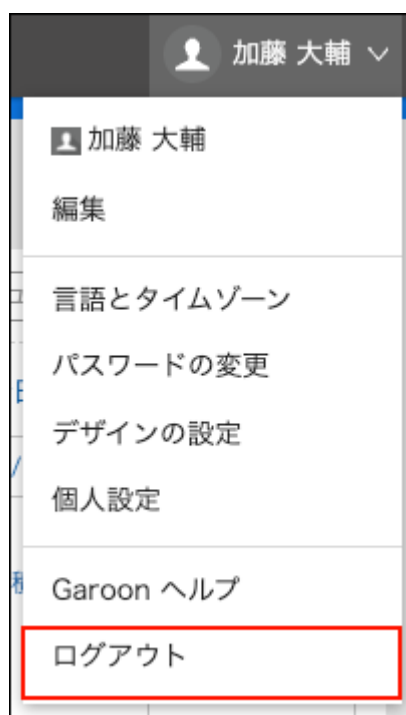 加藤 大輔
加藤 大輔
編集
言語とタイムゾーン
パスワードの変更
デザインの設定
個人設定
Garoon ヘルプ
ログアウト